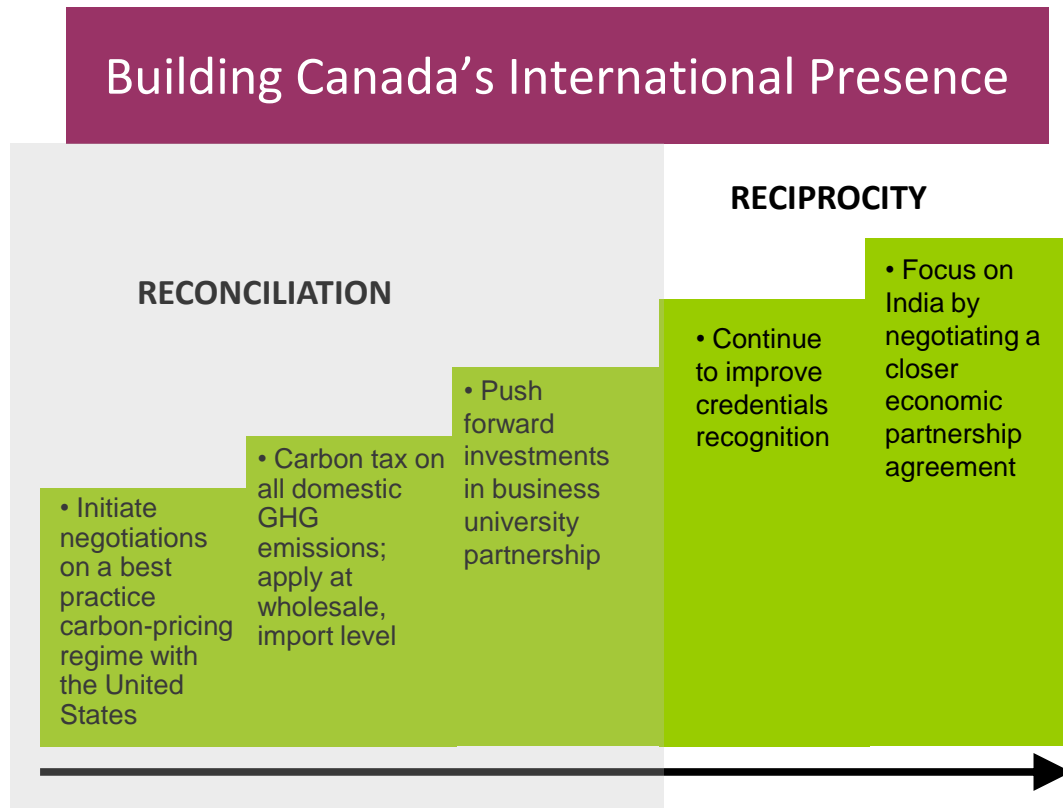 Building Canada’s International Presence
RECONCILIATION
• Initiate
negotiations
on a best
practice
carbon-pricing
regime with
the United
States
• Carbon tax on
all domestic
GHG
emissions;
apply at
wholesale,
import level
• Push
forward
investments
in business
university
partnership
RECIPROCITY
• Continue
to improve
credentials
recognition
• Focus on
India by
negotiating a
closer
economic
partnership
agreement